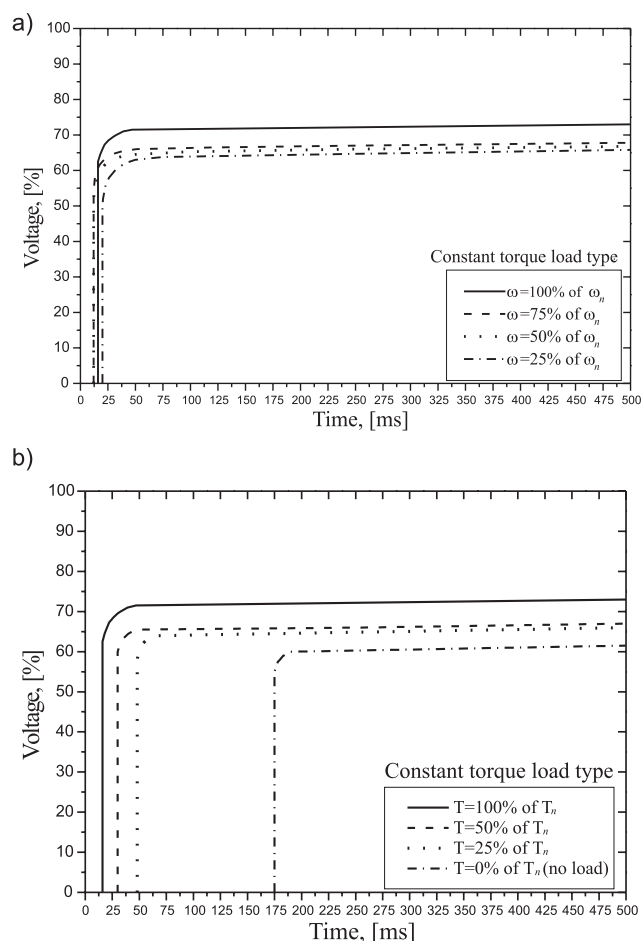 a)
100
90
80
70
60
50
40
30
20
10
0
Voltage, [%]
0 25 50 75 100 125 150 175 200 225 250 275 300 325 350 375 400 425 450 475 500
Time, [ms]
Constant torque load type
ω=100% of ωn
ω=75% of ωn
ω=50% of ωn
ω=25% of ωn
b)
100
90
80
70
60
50
40
30
20
10
0
Voltage, [%]
0 25 50 75 100 125 150 175 200 225 250 275 300 325 350 375 400 425 450 475 500
Time, [ms]
Constant torque load type
T=100% of Tn
T=50% of Tn
T=25% of Tn
T=0% of Tn (no load)